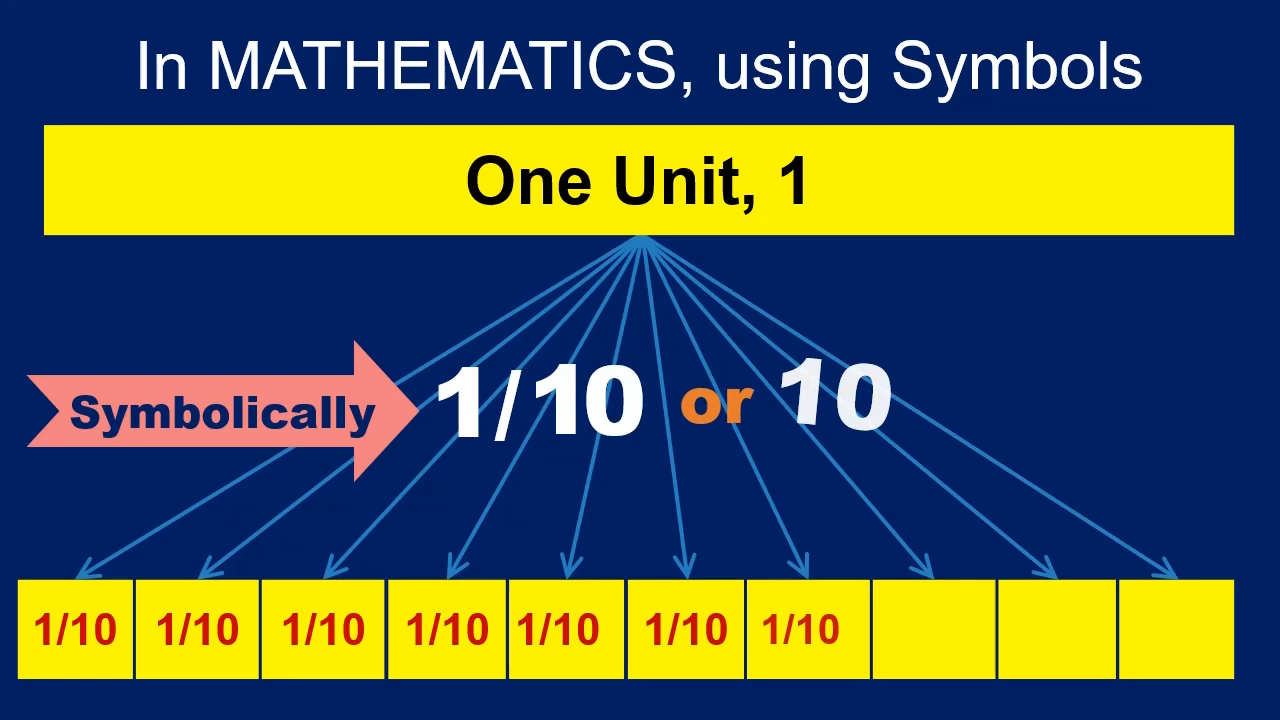 In MATHEMATICS, using Symbols
One Unit, 1
Symbolically 1/10 or 10
1/10 1/10 1/10 1/10 1/10 1/10 1/10